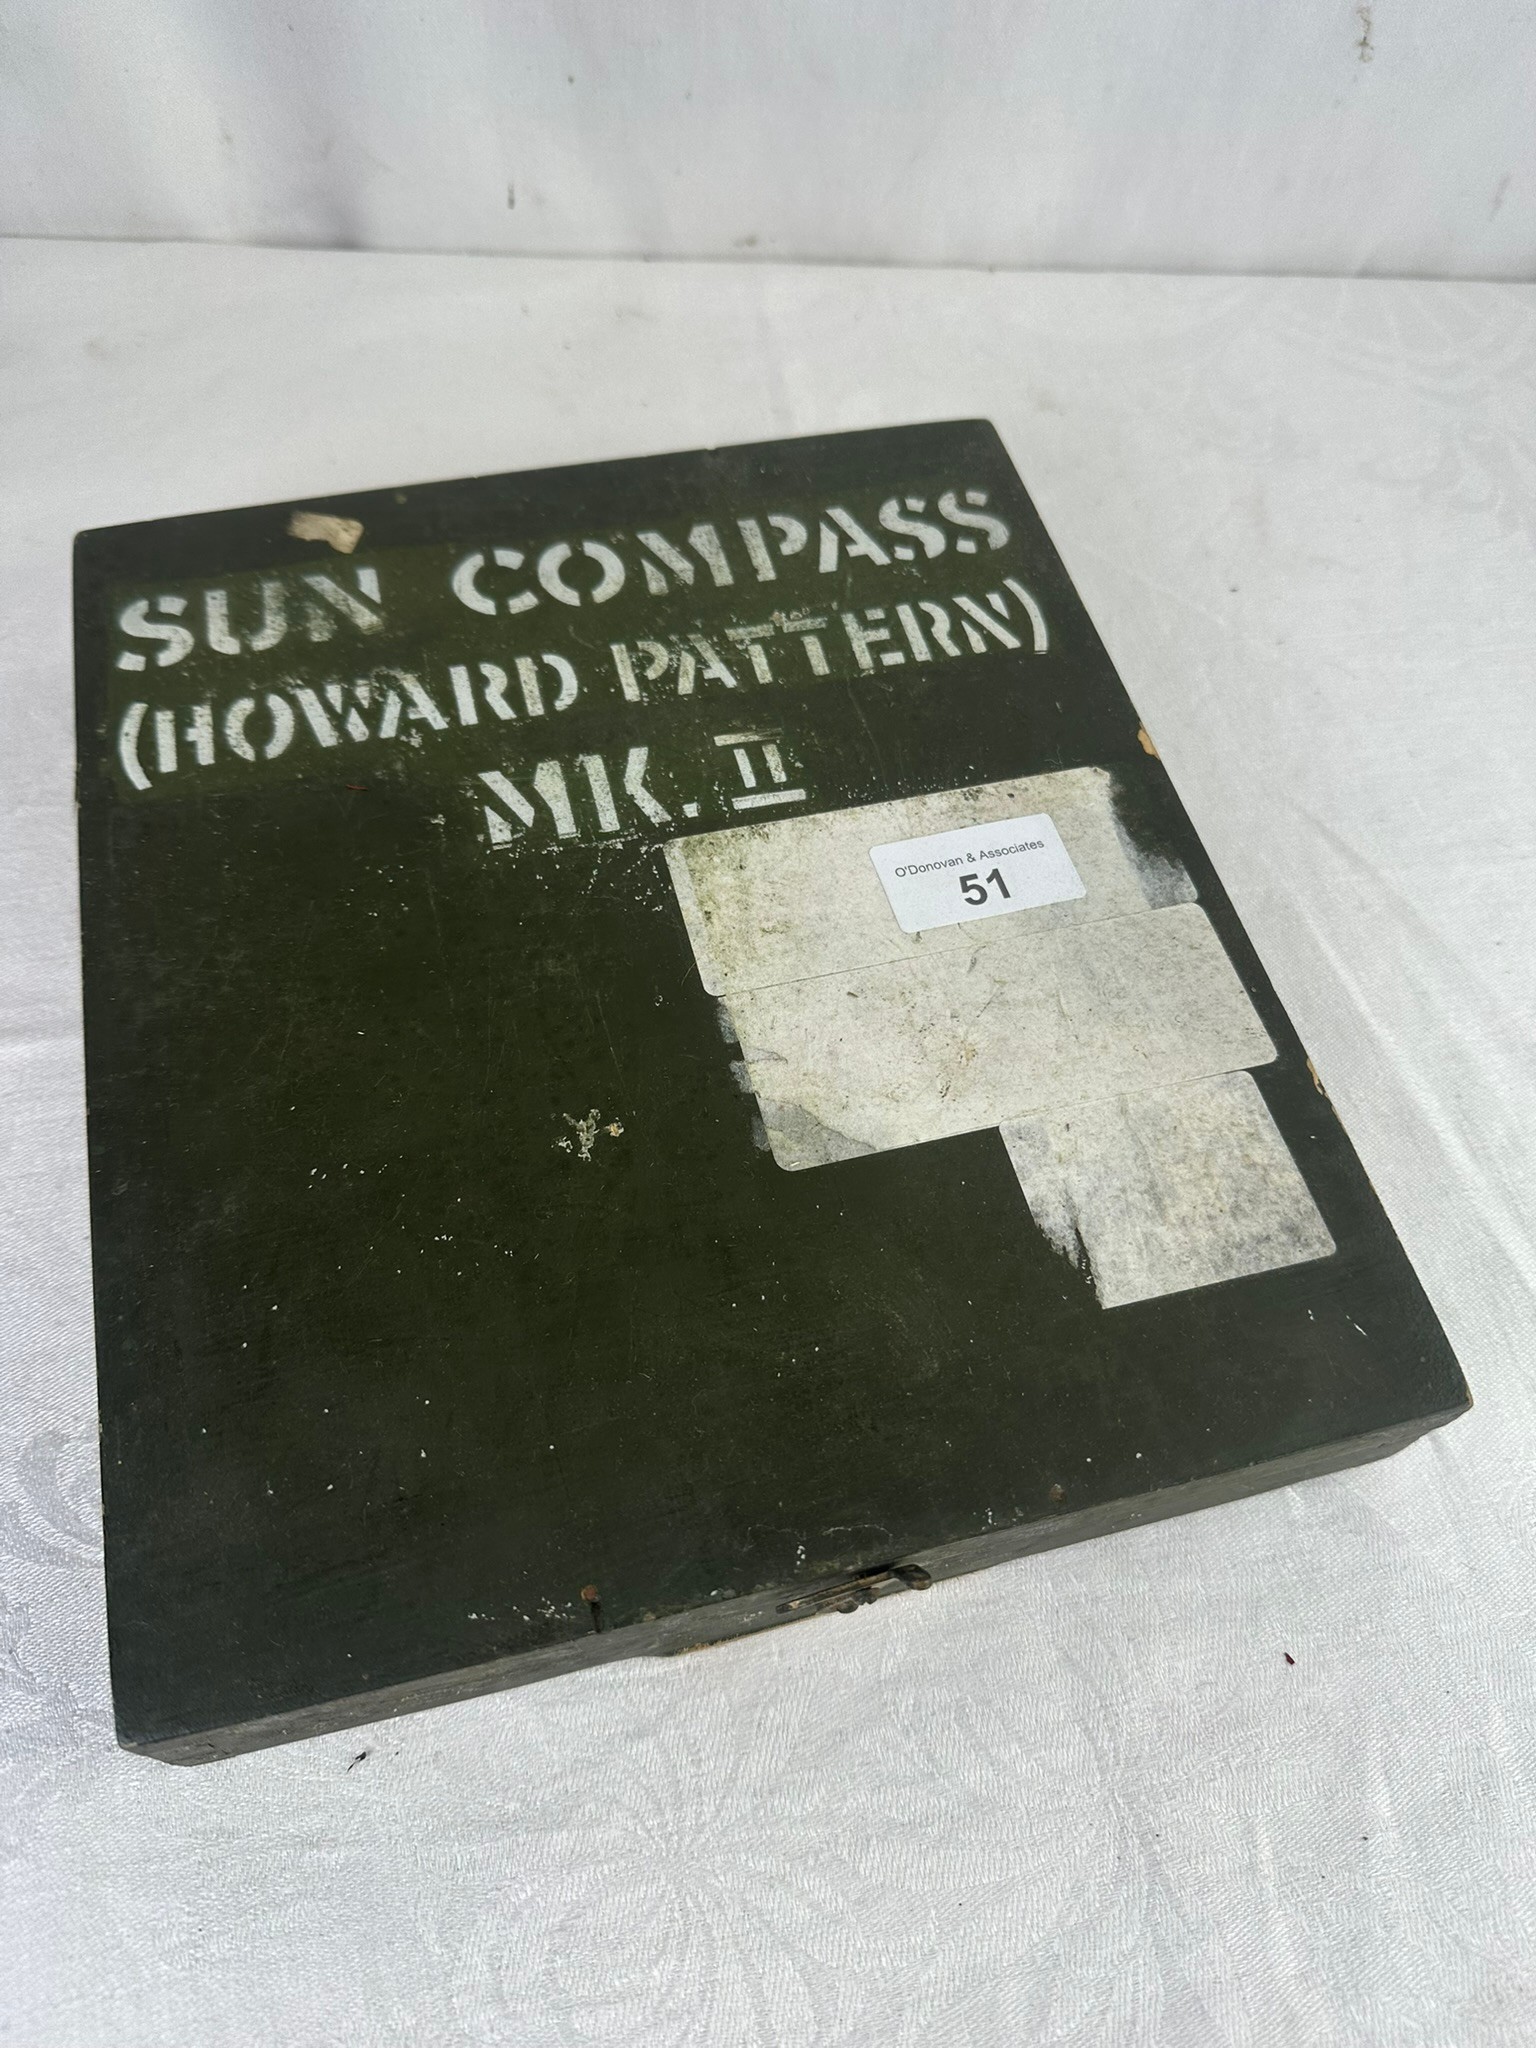 SUN COMPASS
(HOWARD PATTERN)
MK. II
O'Donovan & Associates
51